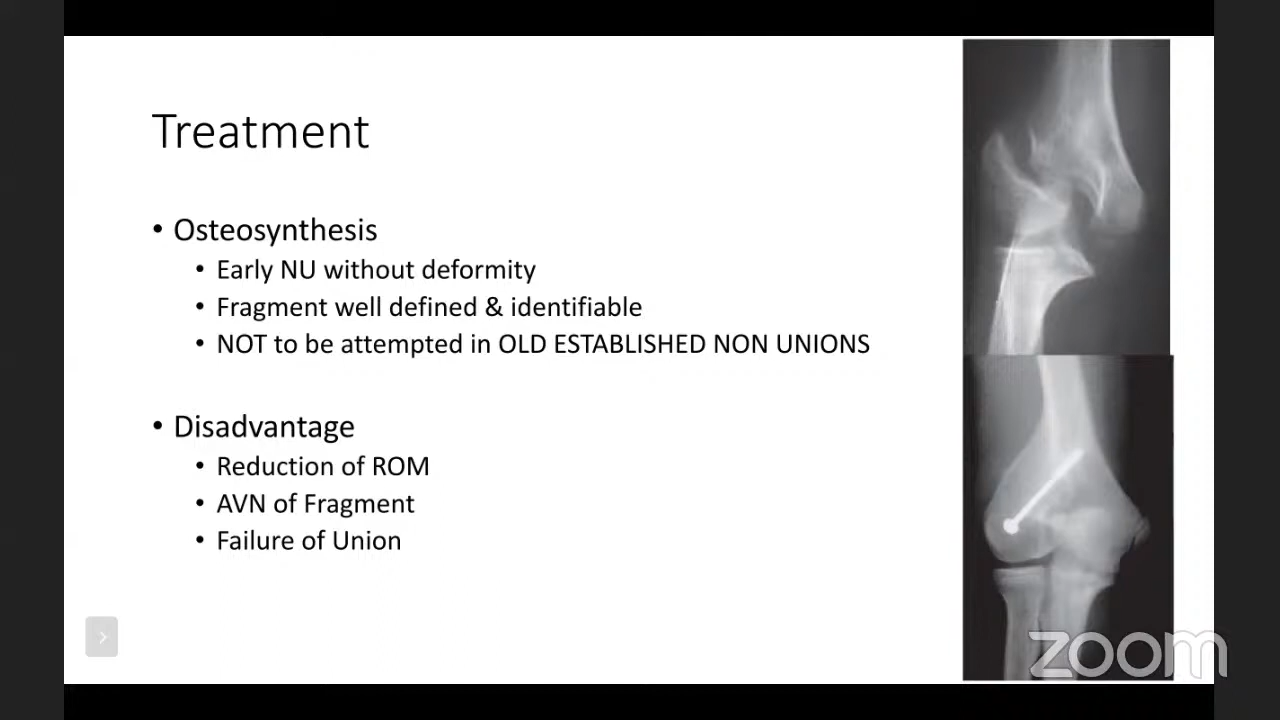 Treatment
• Osteosynthesis
• Early NU without deformity
• Fragment well defined & identifiable
• NOT to be attempted in OLD ESTABLISHED NON UNIONS
• Disadvantage
• Reduction of ROM
• AVN of Fragment
• Failure of Union
zoom